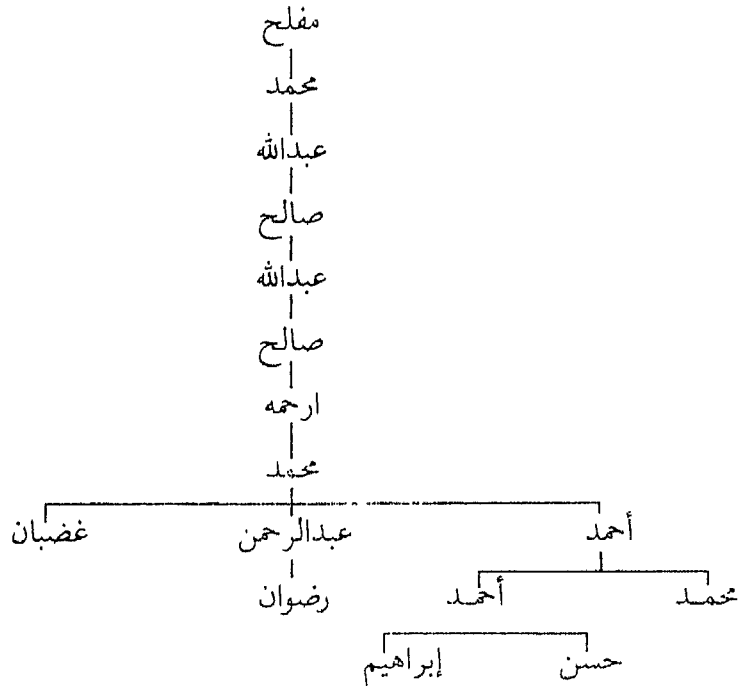 مفلح
محمد
عبدالله
صالح
عبدالله
صالح
ارحمه
محمد
أحمد عبدالرحمن غضبان
محمد أحمد رضوان
حسن إبراهيم